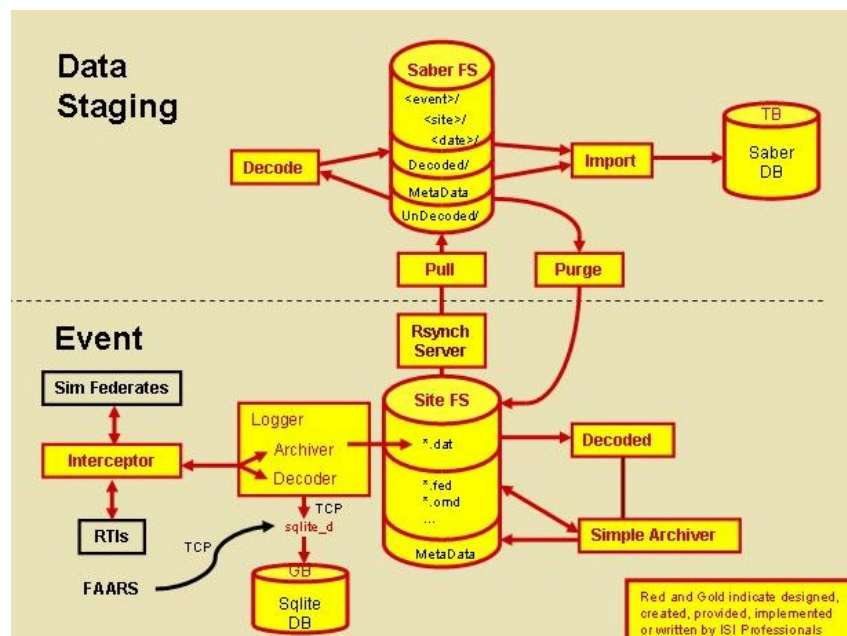 Data
Staging
Saber FS
<event>/
<site>/
<date>/
Decoded/
MetaData
UnDecoded/
Decode
Import
TB
Saber
DB
Pull
Purge
Event
Rsynch
Server
Sim Federates
Interceptor
RTIs
Logger
Archiver
Decoder
TCP
sqlite_d
TCP
FAARS
GB
Sqlite
DB
Site FS
*.dat
*.fed
*.omd
...
MetaData
Decoded
Simple Archiver
Red and Gold indicate designed,
created, provided, implemented
or written by ISI Professionals